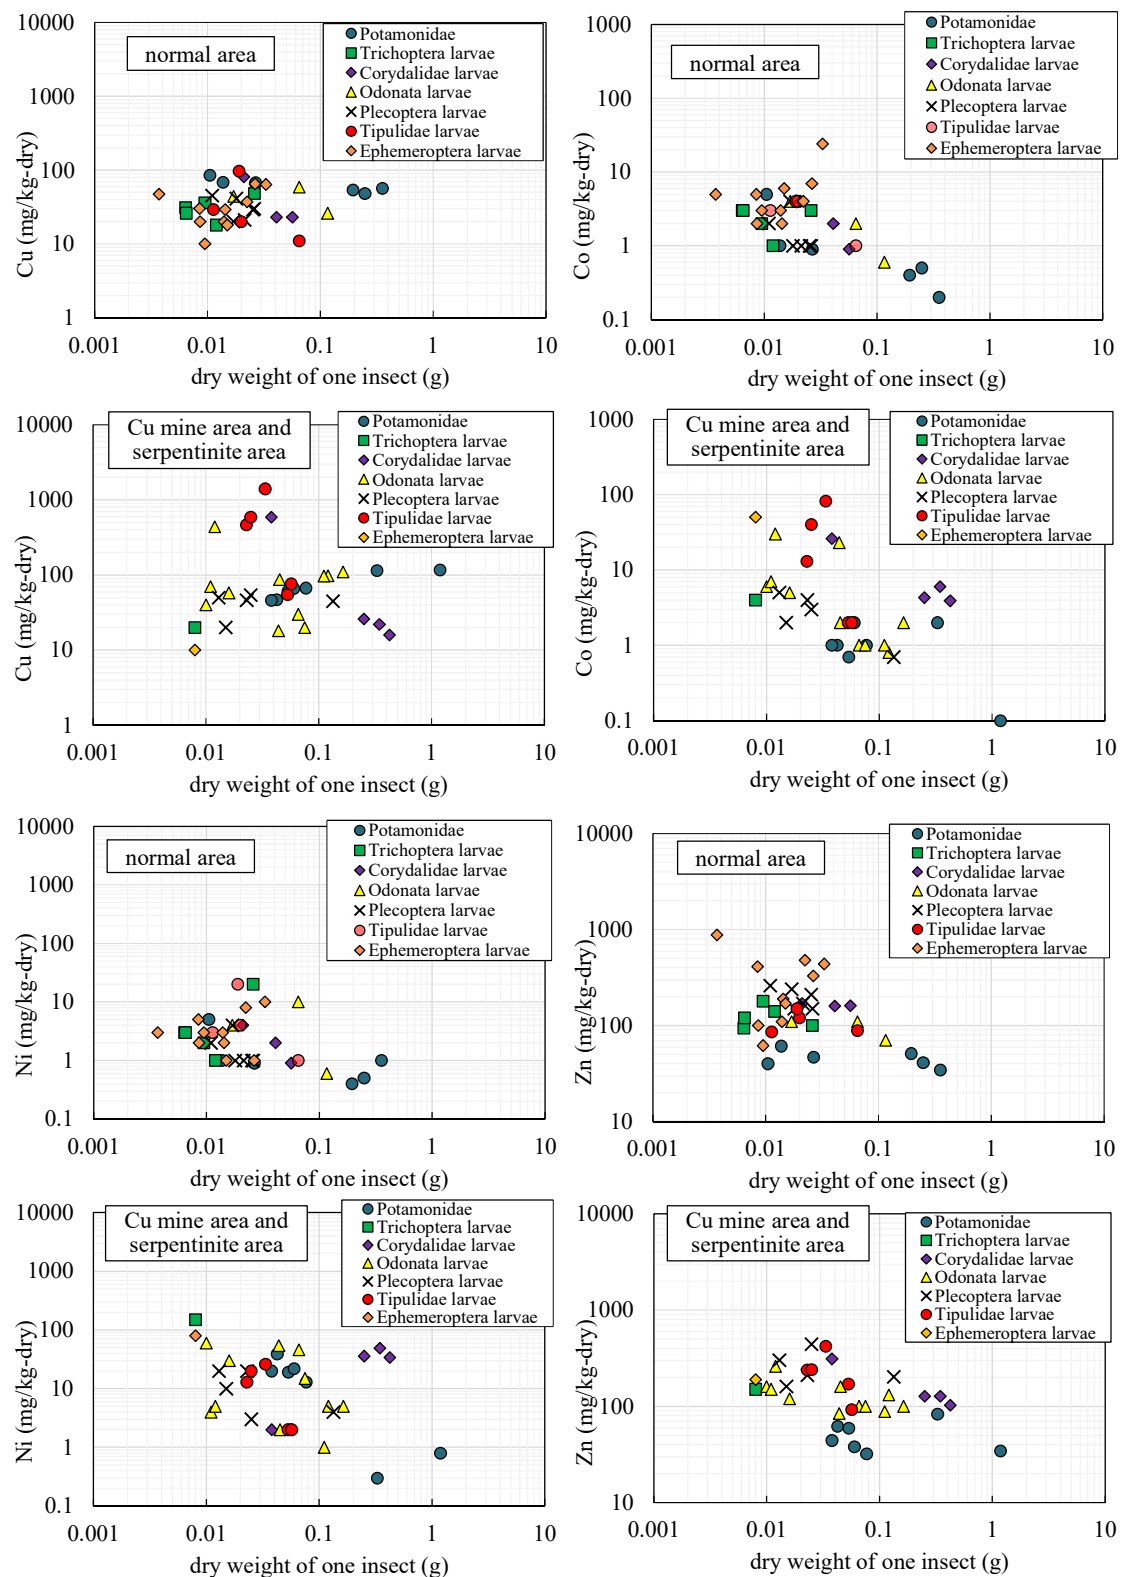 10000
1000
100
10
1
Cu (mg/kg-dry)
normal area
Potamonidae
Trichoptera larvae
Corydalidae larvae
Odonata larvae
Plecoptera larvae
Tipulidae larvae
Ephemeroptera larvae
0.001 0.01 0.1 1 10
dry weight of one insect (g)
1000
100
10
1
0.1
Co (mg/kg-dry)
normal area
Potamonidae
Trichoptera larvae
Corydalidae larvae
Odonata larvae
Plecoptera larvae
Tipulidae larvae
Ephemeroptera larvae
0.001 0.01 0.1 1 10
dry weight of one insect (g)
10000
1000
100
10
1
Cu (mg/kg-dry)
Cu mine area and
serpentinite area
Potamonidae
Trichoptera larvae
Corydalidae larvae
Odonata larvae
Plecoptera larvae
Tipulidae larvae
Ephemeroptera larvae
0.001 0.01 0.1 1 10
dry weight of one insect (g)
1000
100
10
1
0.1
Co (mg/kg-dry)
Cu mine area and
serpentinite area
Potamonidae
Trichoptera larvae
Corydalidae larvae
Odonata larvae
Plecoptera larvae
Tipulidae larvae
Ephemeroptera larvae
0.001 0.01 0.1 1 10
dry weight of one insect (g)
10000
1000
100
10
1
0.1
Ni (mg/kg-dry)
normal area
Potamonidae
Trichoptera larvae
Corydalidae larvae
Odonata larvae
Plecoptera larvae
Tipulidae larvae
Ephemeroptera larvae
0.001 0.01 0.1 1 10
dry weight of one insect (g)
10000
1000
100
10
Zn (mg/kg-dry)
normal area
Potamonidae
Trichoptera larvae
Corydalidae larvae
Odonata larvae
Plecoptera larvae
Tipulidae larvae
Ephemeroptera larvae
0.001 0.01 0.1 1 10
dry weight of one insect (g)
10000
1000
100
10
1
0.1
Ni (mg/kg-dry)
Cu mine area and
serpentinite area
Potamonidae
Trichoptera larvae
Corydalidae larvae
Odonata larvae
Plecoptera larvae
Tipulidae larvae
Ephemeroptera larvae
0.001 0.01 0.1 1 10
dry weight of one insect (g)
10000
1000
100
10
Zn (mg/kg-dry)
Cu mine area and
serpentinite area
Potamonidae
Trichoptera larvae
Corydalidae larvae
Odonata larvae
Plecoptera larvae
Tipulidae larvae
Ephemeroptera larvae
0.001 0.01 0.1 1 10
dry weight of one insect (g)